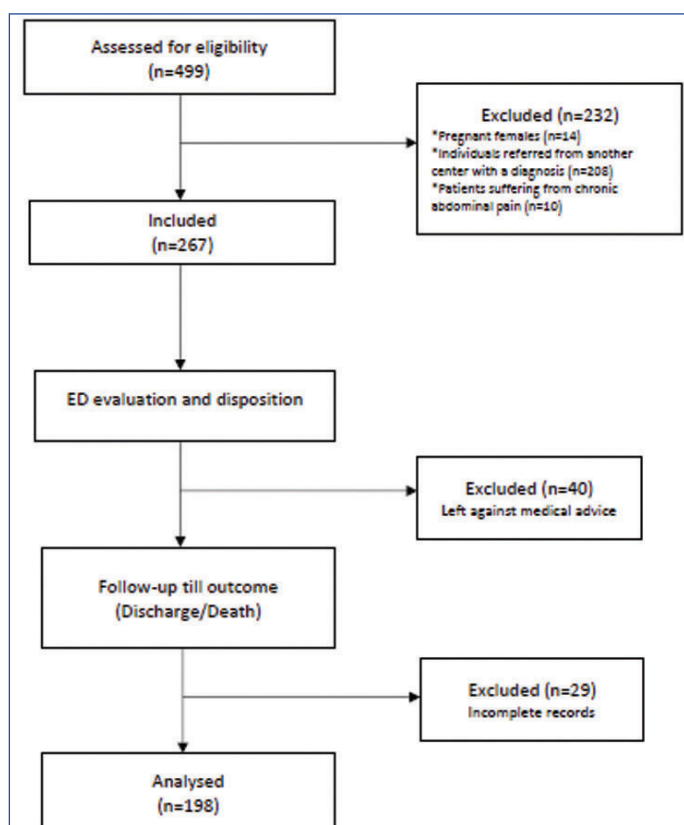 Assessed for eligibility
(n=499)
Excluded (n=232)
*Pregnant females (n=14)
*Individuals referred from another
center with a diagnosis (n=208)
*Patients suffering from chronic
abdominal pain (n=10)
Included
(n=267)
ED evaluation and disposition
Excluded (n=40)
Left against medical advice
Follow-up till outcome
(Discharge/Death)
Excluded (n=29)
Incomplete records
Analysed
(n=198)